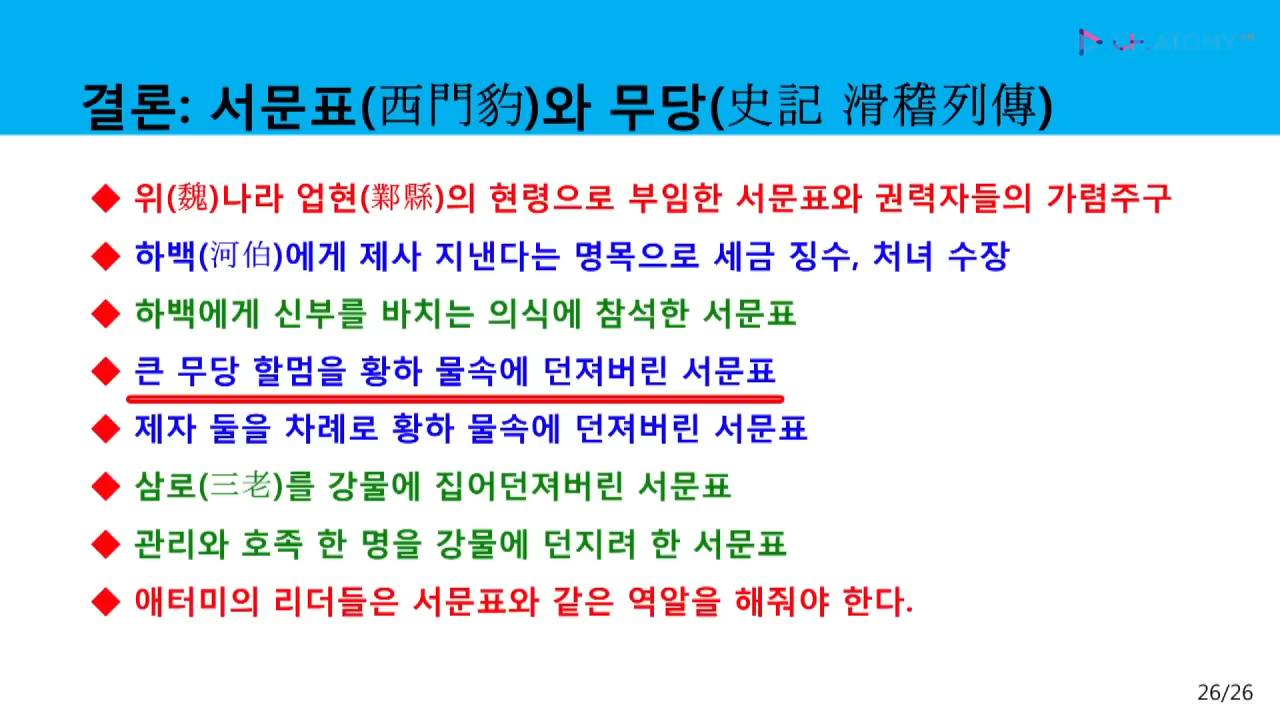 CH.ATOMY
결론: 서문표(西門豹)와 무당(史記 滑稽列傳)
◆ 위(魏)나라 업현(鄴縣)의 현령으로 부임한 서문표와 권력자들의 가렴주구
◆ 하백(河伯)에게 제사 지낸다는 명목으로 세금 징수, 처녀 수장
◆ 하백에게 신부를 바치는 의식에 참석한 서문표
◆ 큰 무당 할멈을 황하 물속에 던져버린 서문표
◆ 제자 둘을 차례로 황하 물속에 던져버린 서문표
◆ 삼로(三老)를 강물에 집어던져버린 서문표
◆ 관리와 호족 한 명을 강물에 던지려 한 서문표
◆ 애터미의 리더들은 서문표와 같은 역알을 해줘야 한다.
26/26